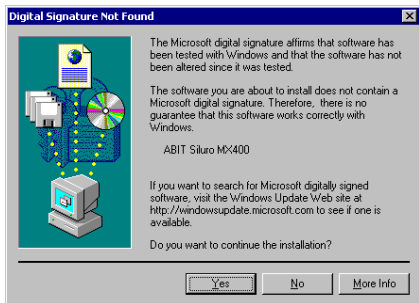 Digital Signature Not Found
The Microsoft digital signature affirms that software has
been tested with Windows and that the software has not
been altered since it was tested.
The software you are about to install does not contain a
Microsoft digital signature. Therefore, there is no
guarantee that this software works correctly with
Windows.
ABIT Siluro MX400
If you want to search for Microsoft digitally signed
software, visit the Windows Update Web site at
http://windowsupdate.microsoft.com to see if one is
available.
Do you want to continue the installation?
Yes
No
More Info